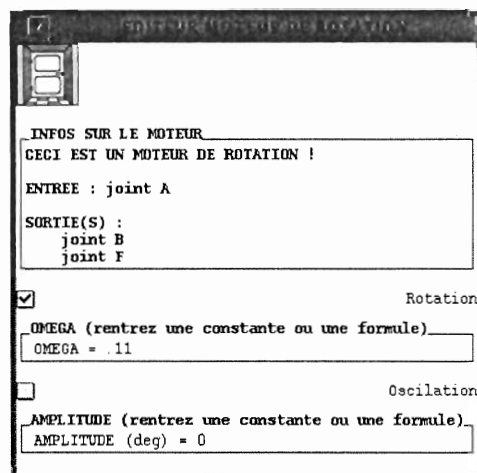 INFOS SUR LE MOTEUR
CECI EST UN MOTEUR DE ROTATION !
ENTREE : joint A
SORTIE(S) :
joint B
joint F
Rotation
OMEGA (rentrez une constante ou une formule)
OMEGA = .11
Oscilation
AMPLITUDE (rentrez une constante ou une formule)
AMPLITUDE (deg) = 0